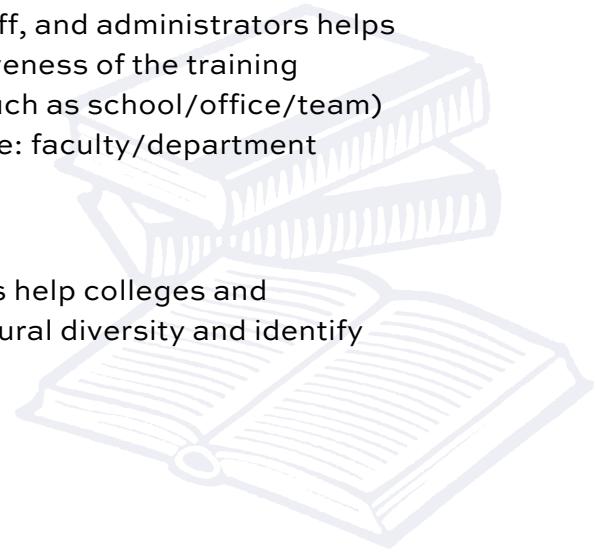 ff, and administrators helps
veness of the training
uch as school/office/team)
e: faculty/department
s help colleges and
ural diversity and identify